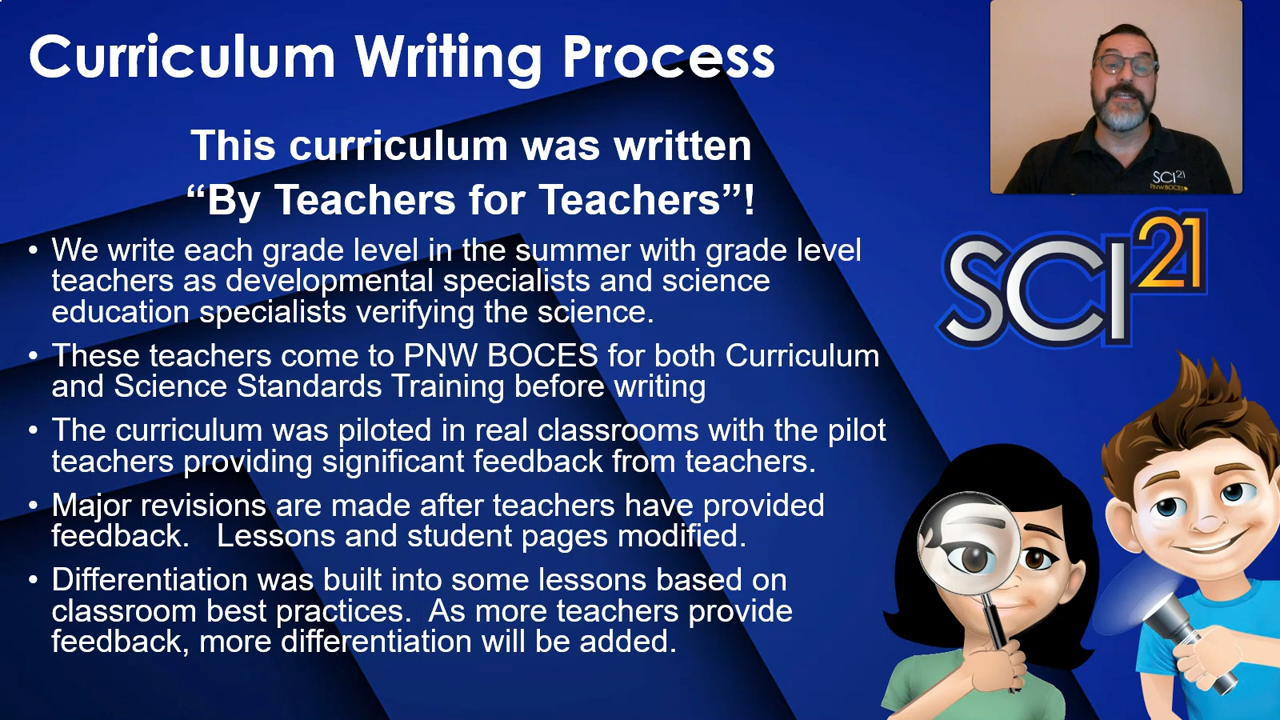 Curriculum Writing Process
This curriculum was written
“By Teachers for Teachers”!
• We write each grade level in the summer with grade level
teachers as developmental specialists and science
education specialists verifying the science.
• These teachers come to PNW BOCES for both Curriculum
and Science Standards Training before writing
• The curriculum was piloted in real classrooms with the pilot
teachers providing significant feedback from teachers.
• Major revisions are made after teachers have provided
feedback.   Lessons and student pages modified.
• Differentiation was built into some lessons based on
classroom best practices.  As more teachers provide
feedback, more differentiation will be added.
SCI21
PNW BOCES
SCI21